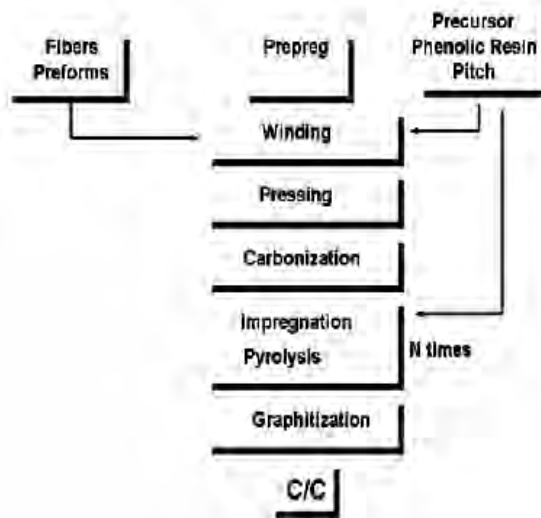 Fibers
Preforms
Prepreg
Precursor
Phenolic Resin
Pitch
Winding
Pressing
Carbonization
Impregnation
Pyrolysis
N times
Graphitization
C/C